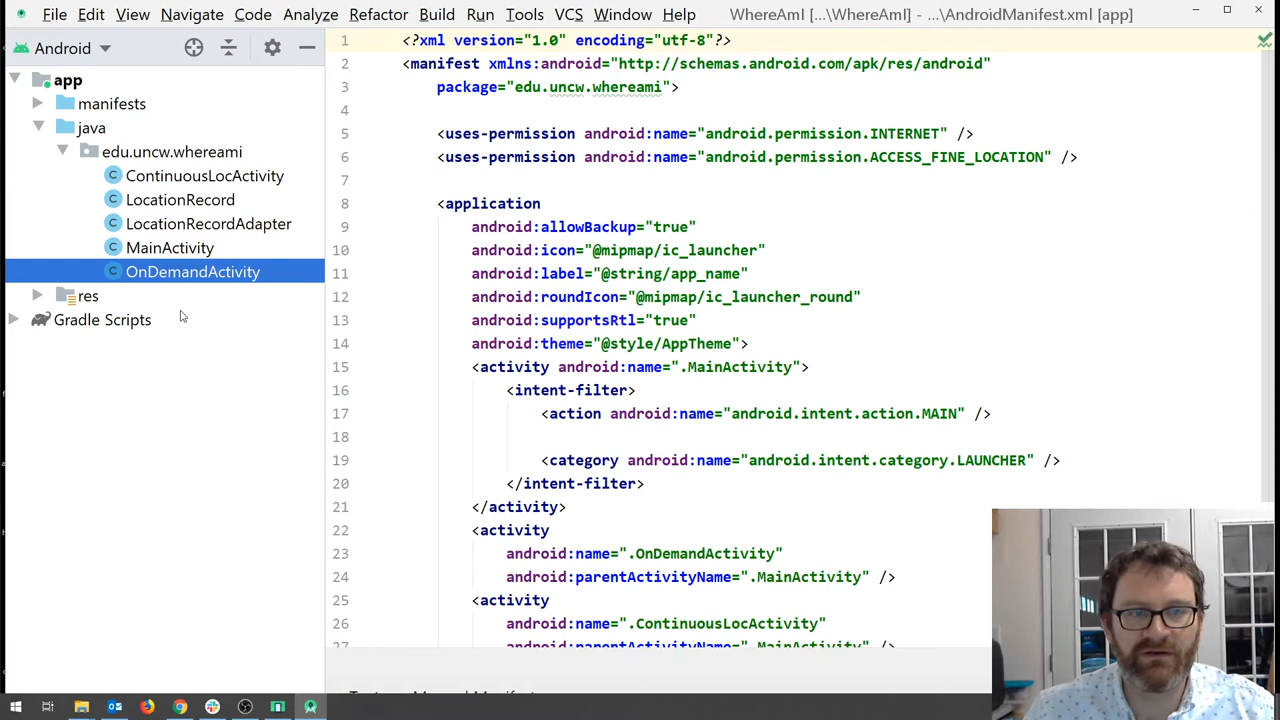 File Edit View Navigate Code Analyze Refactor Build Run Tools VCS Window Help WhereAmI [...\WhereAmI] - ...\AndroidManifest.xml [app]
Android
app
manifests
java
edu.uncw.whereami
ContinuousLocActivity
LocationRecord
LocationRecordAdapter
MainActivity
OnDemandActivity
res
Gradle Scripts
1 <?xml version="1.0" encoding="utf-8"?>
2 <manifest xmlns:android="http://schemas.android.com/apk/res/android"
3 package="edu.uncw.whereami">
4
5 <uses-permission android:name="android.permission.INTERNET" />
6 <uses-permission android:name="android.permission.ACCESS_FINE_LOCATION" />
7
8 <application
9 android:allowBackup="true"
10 android:icon="@mipmap/ic_launcher"
11 android:label="@string/app_name"
12 android:roundIcon="@mipmap/ic_launcher_round"
13 android:supportsRtl="true"
14 android:theme="@style/AppTheme">
15 <activity android:name=".MainActivity">
16 <intent-filter>
17 <action android:name="android.intent.action.MAIN" />
18
19 <category android:name="android.intent.category.LAUNCHER" />
20 </intent-filter>
21 </activity>
22 <activity
23 android:name=".OnDemandActivity"
24 android:parentActivityName=".MainActivity" />
25 <activity
26 android:name=".ContinuousLocActivity"
27 android:parentActivityName=".MainActivity" />